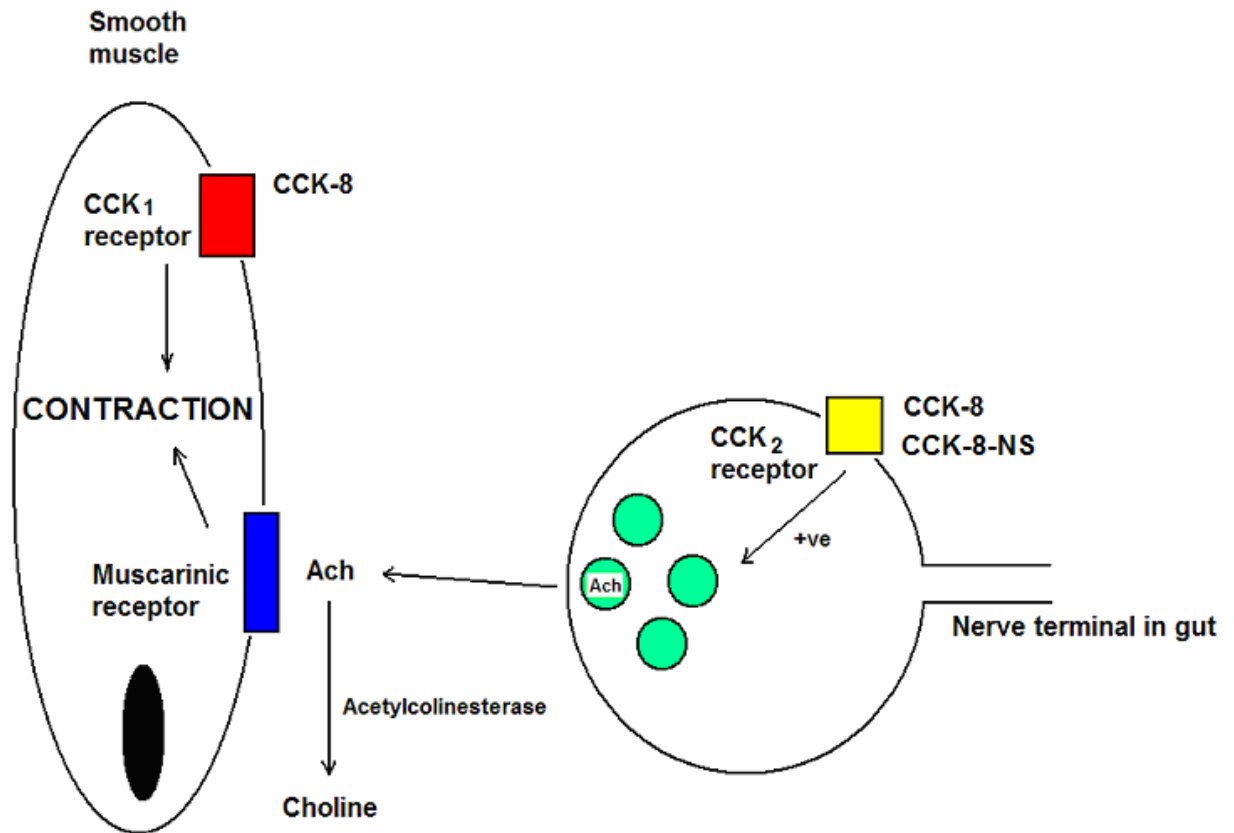 Smooth
muscle
CCK-8
CCK1
receptor
CONTRACTION
Muscarinic
receptor
Ach
Acetylcolinesterase
Choline
CCK-8
CCK-8-NS
CCK2
receptor
+ve
Ach
Nerve terminal in gut